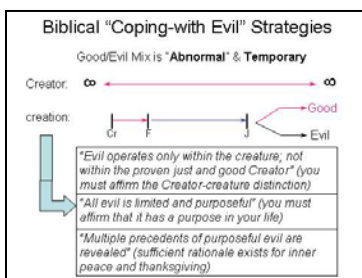 Biblical "Coping-with Evil" Strategies
Good/Evil Mix is "Abnormal" & Temporary
Creator: ∞ ∞
Good
creation:
Cr F J Evil
"Evil operates only within the creature; not
within the proven just and good Creator" (you
must affirm the Creator-creature distinction)
"All evil is limited and purposeful" (you must
affirm that it has a purpose in your life)
"Multiple precedents of purposeful evil are
revealed" (sufficient rationale exists for inner
peace and thanksgiving)